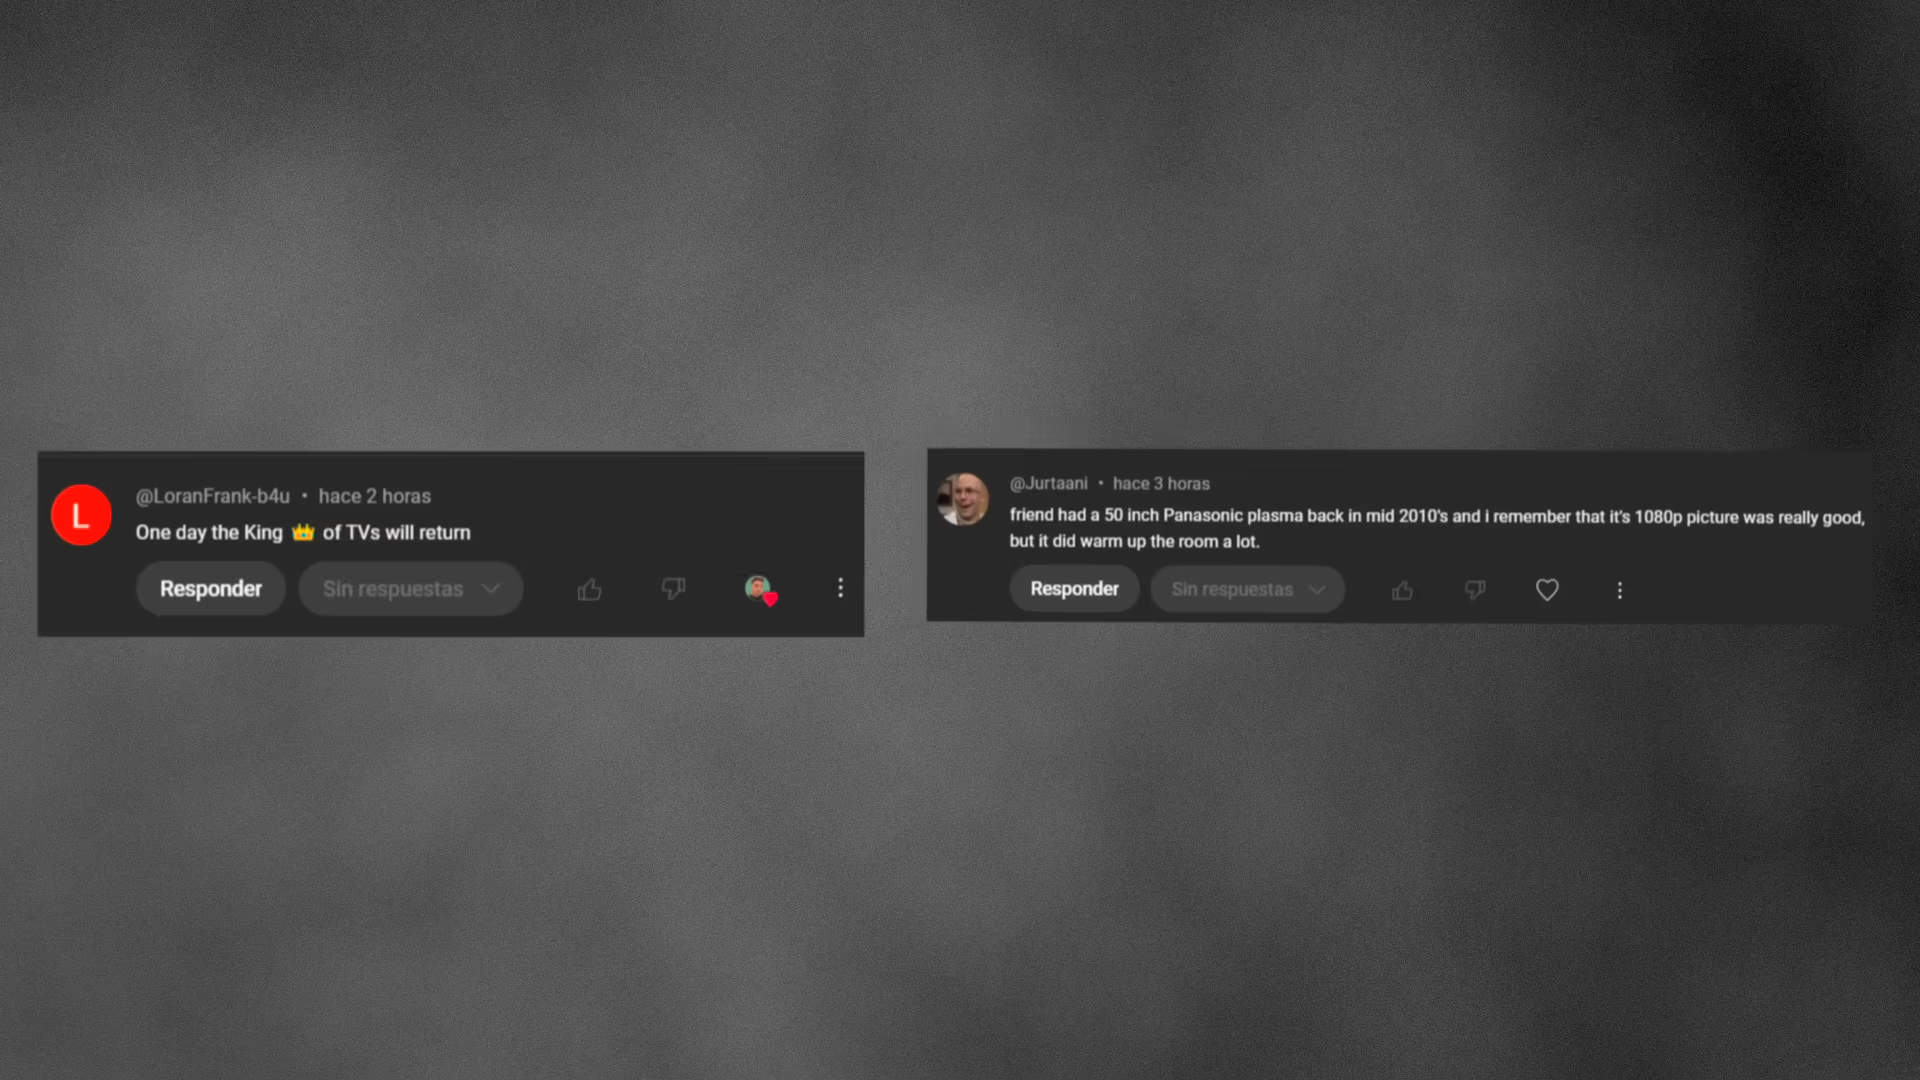 L
@LoranFrank-b4u • hace 2 horas
One day the King 👑 of TVs will return
Responder
Sin respuestas
@Jurtaani • hace 3 horas
friend had a 50 inch Panasonic plasma back in mid 2010's and i remember that it's 1080p picture was really good,
but it did warm up the room a lot.
Responder
Sin respuestas